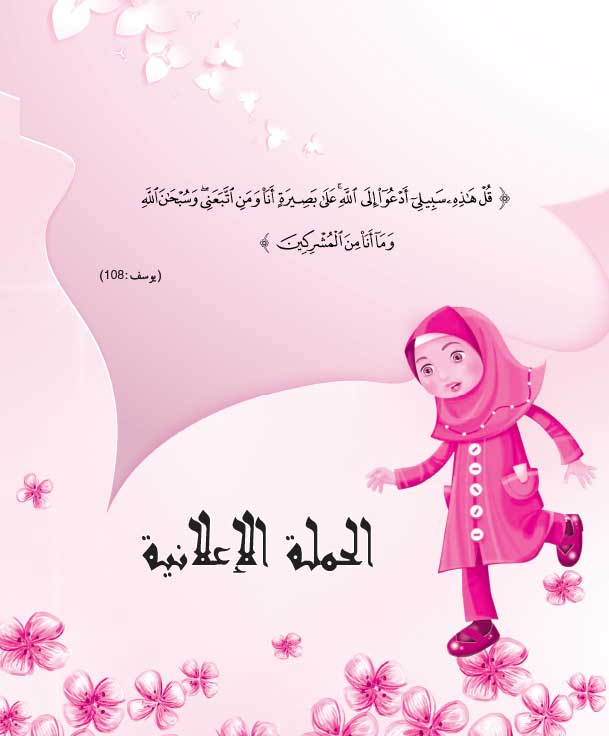 ﴿ قُلْ هَٰذِهِۦ سَبِيلِىٓ أَدْعُوٓا۟ إِلَى ٱللَّهِ ۚ عَلَىٰ بَصِيرَةٍ أَنَا۠ وَمَنِ ٱتَّبَعَنِى ۖ وَسُبْحَٰنَ ٱللَّهِ
وَمَآ أَنَا۠ مِنَ ٱلْمُشْرِكِينَ ﴾
(يوسف:108)
الحملة الإعلانية